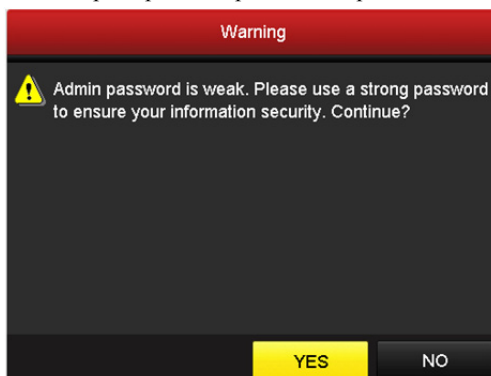 Warning
Admin password is weak. Please use a strong password
to ensure your information security. Continue?
YES
NO